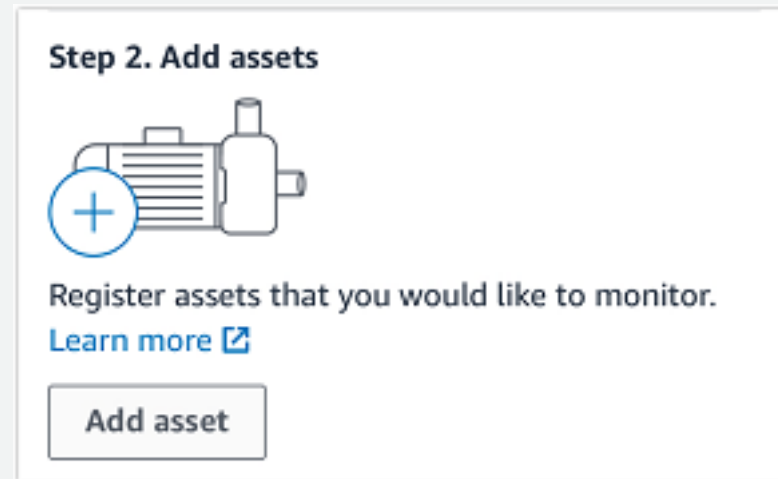 Step 2. Add assets
Register assets that you would like to monitor.
Learn more
Add asset